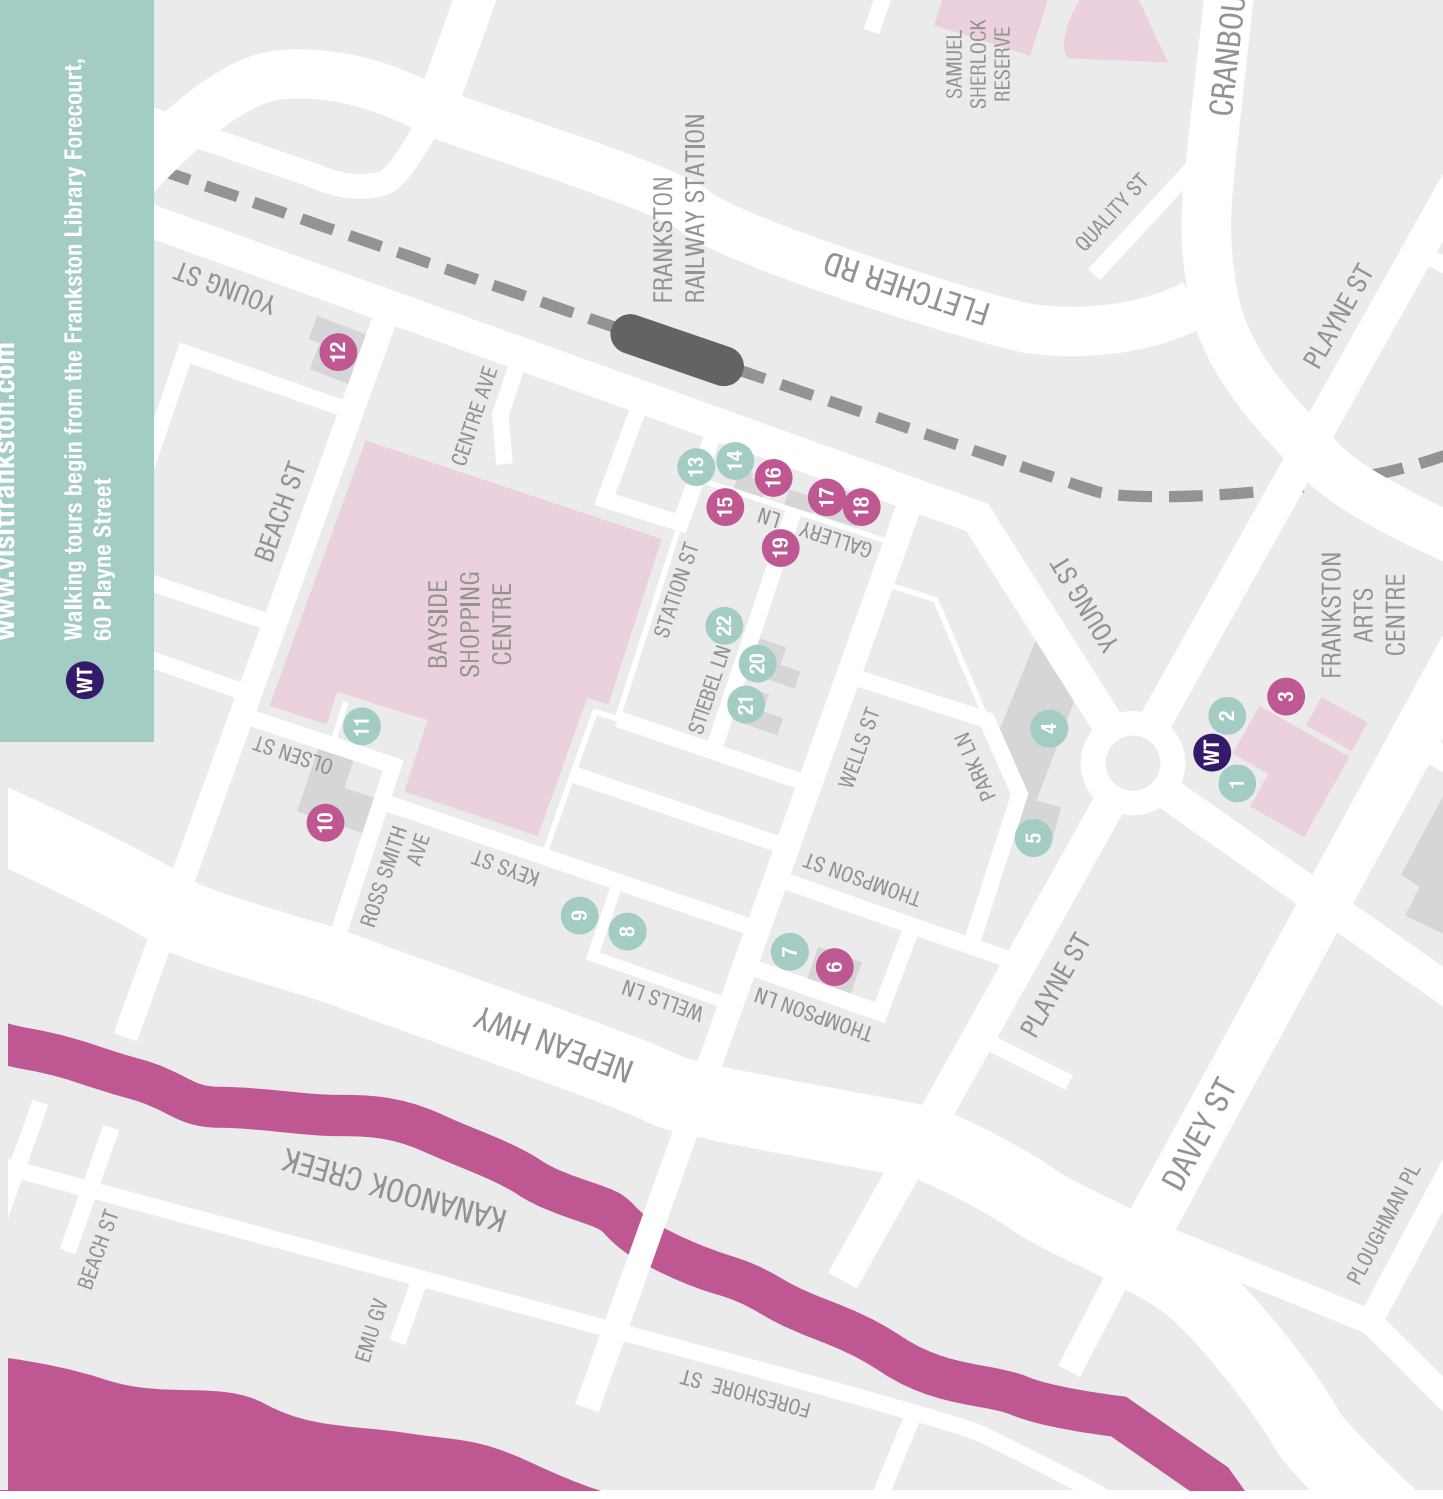 www.visitfrankston.com
WT
Walking tours begin from the Frankston Library Forecourt,
60 Playne Street
SAMUEL
SHERLOCK
RESERVE
QUALITY ST
PLAYNE ST
FRANKSTON
RAILWAY STATION
FLETCHER RD
YOUNG ST
12
CENTRE AVE
BEACH ST
BAYSIDE
SHOPPING
CENTRE
13
14
15
16
17
18
19
GALLERY
LN
STATION ST
22
20
21
STIEBEL LN
WELLS ST
YOUNG ST
PARK LN
4
5
FRANKSTON
ARTS
CENTRE
3
2
WT
1
11
OLSEN ST
10
ROSS SMITH
AVE
KEYS ST
9
8
WELLS LN
THOMPSON ST
7
6
THOMPSON LN
PLAYNE ST
NEPEAN HWY
DAVEY ST
PLOUGHMAN PL
KANANOOK CREEK
BEACH ST
EMU GV
FORESHORE ST